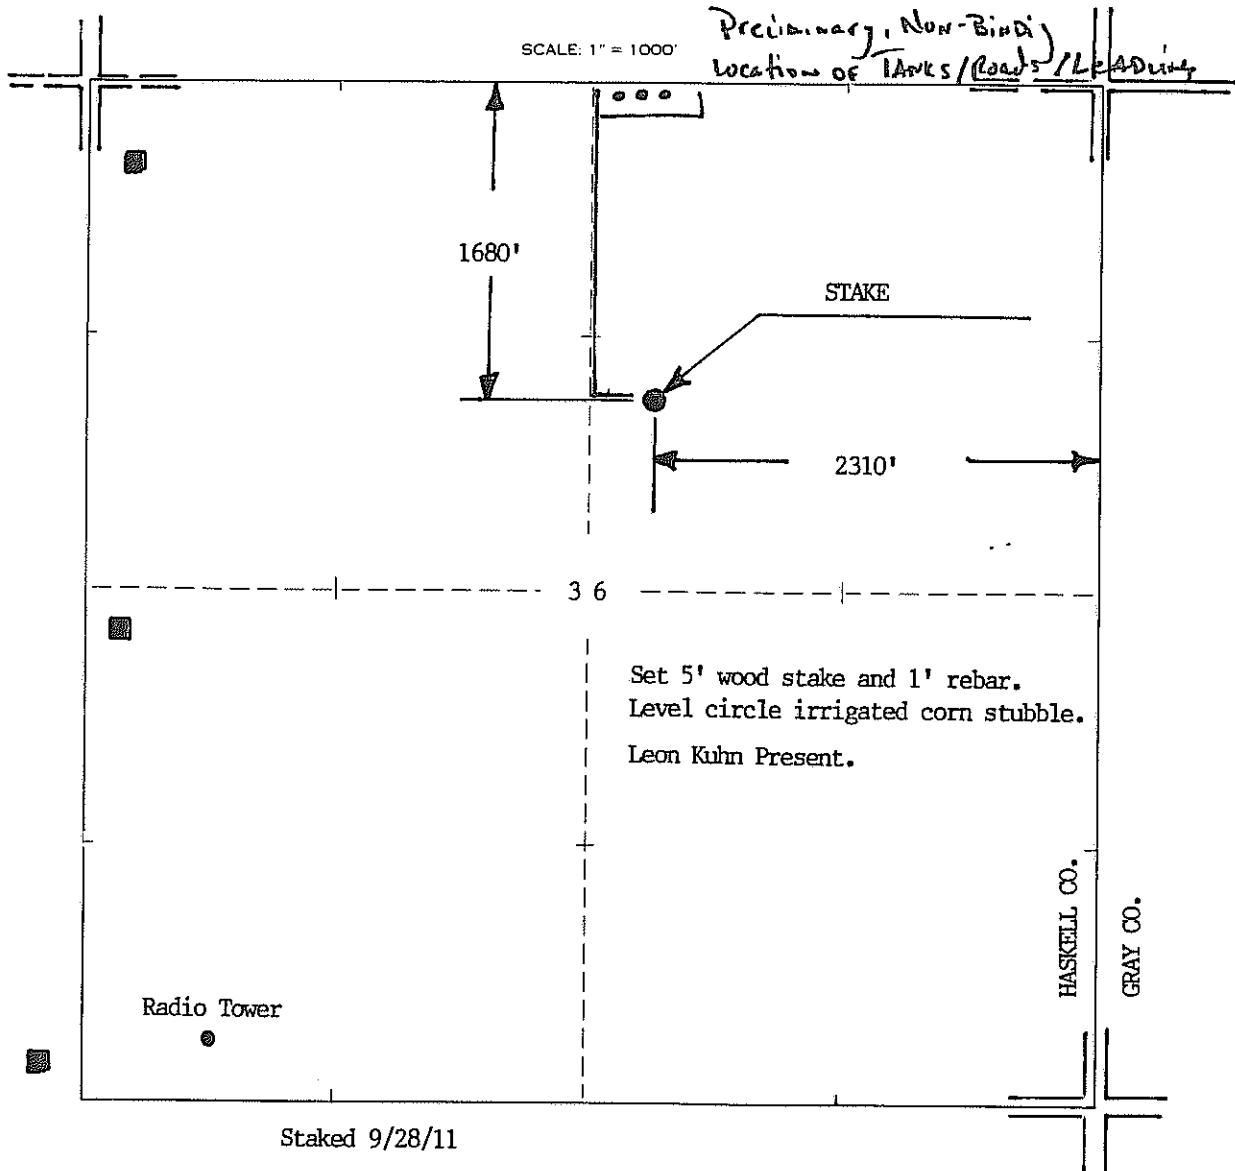 SCALE: 1" = 1000'
Preliminary, Non-Bindi
Location of TANKS/Roads/LEADLine
1680'
STAKE
2310'
3 6
Set 5' wood stake and 1' rebar.
Level circle irrigated corn stubble.
Leon Kuhn Present.
HASKELL CO.
GRAY CO.
Radio Tower
Staked 9/28/11